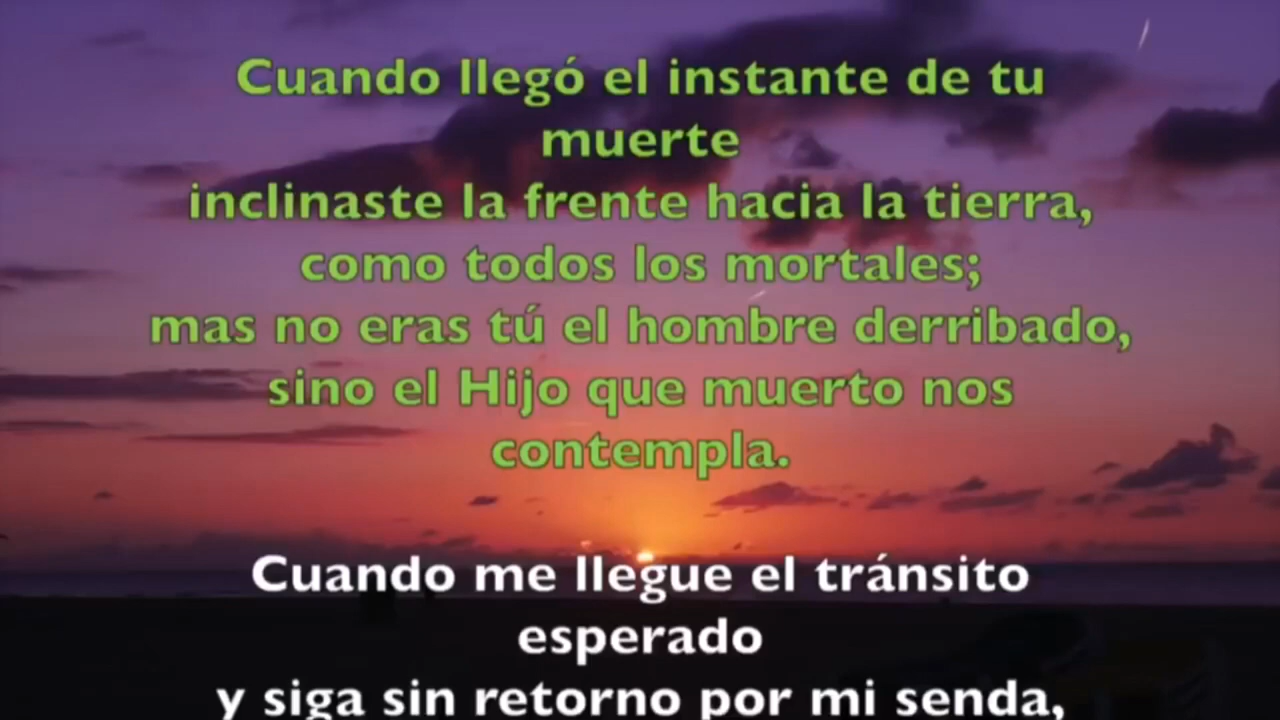 Cuando llegó el instante de tu
muerte
inclinaste la frente hacia la tierra,
como todos los mortales;
mas no eras tú el hombre derribado,
sino el Hijo que muerto nos
contempla.
Cuando me llegue el tránsito
esperado
y siga sin retorno por mi senda,